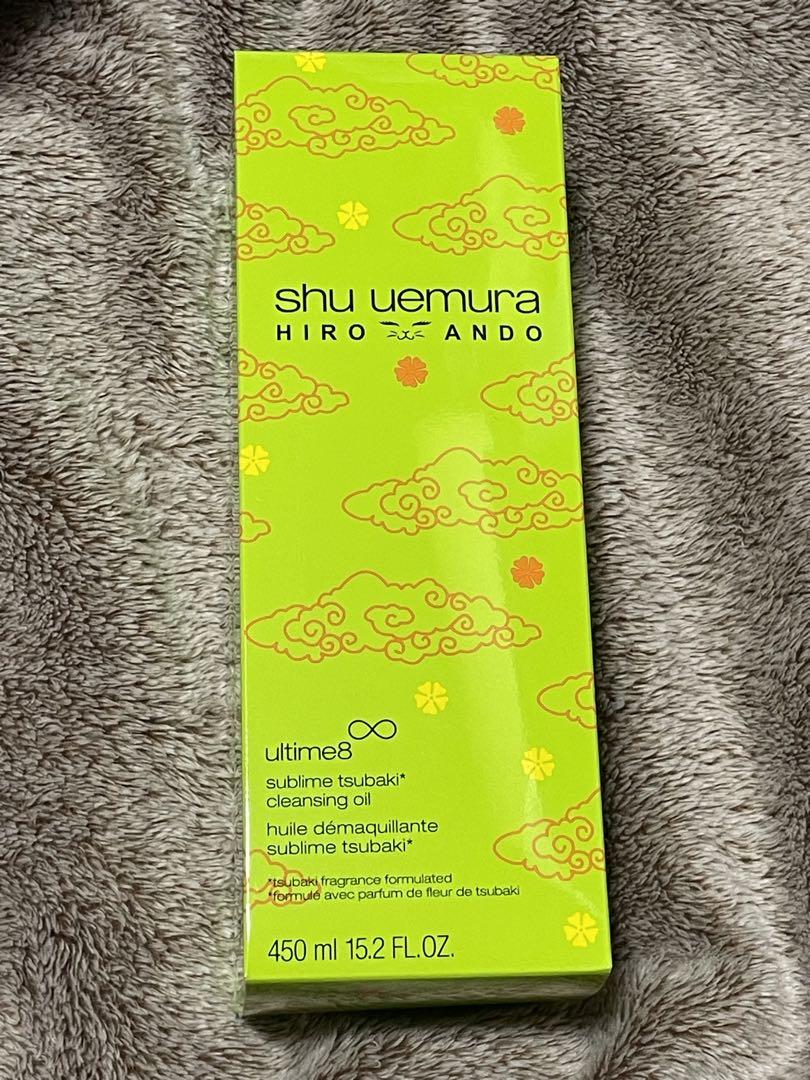 shu uemura
HIRO ANDO
ultime8∞
sublime tsubaki*
cleansing oil
huile démaquillante
sublime tsubaki*
*tsubaki fragrance formulated
*formulé avec parfum de fleur de tsubaki
450 ml 15.2 FL.OZ.